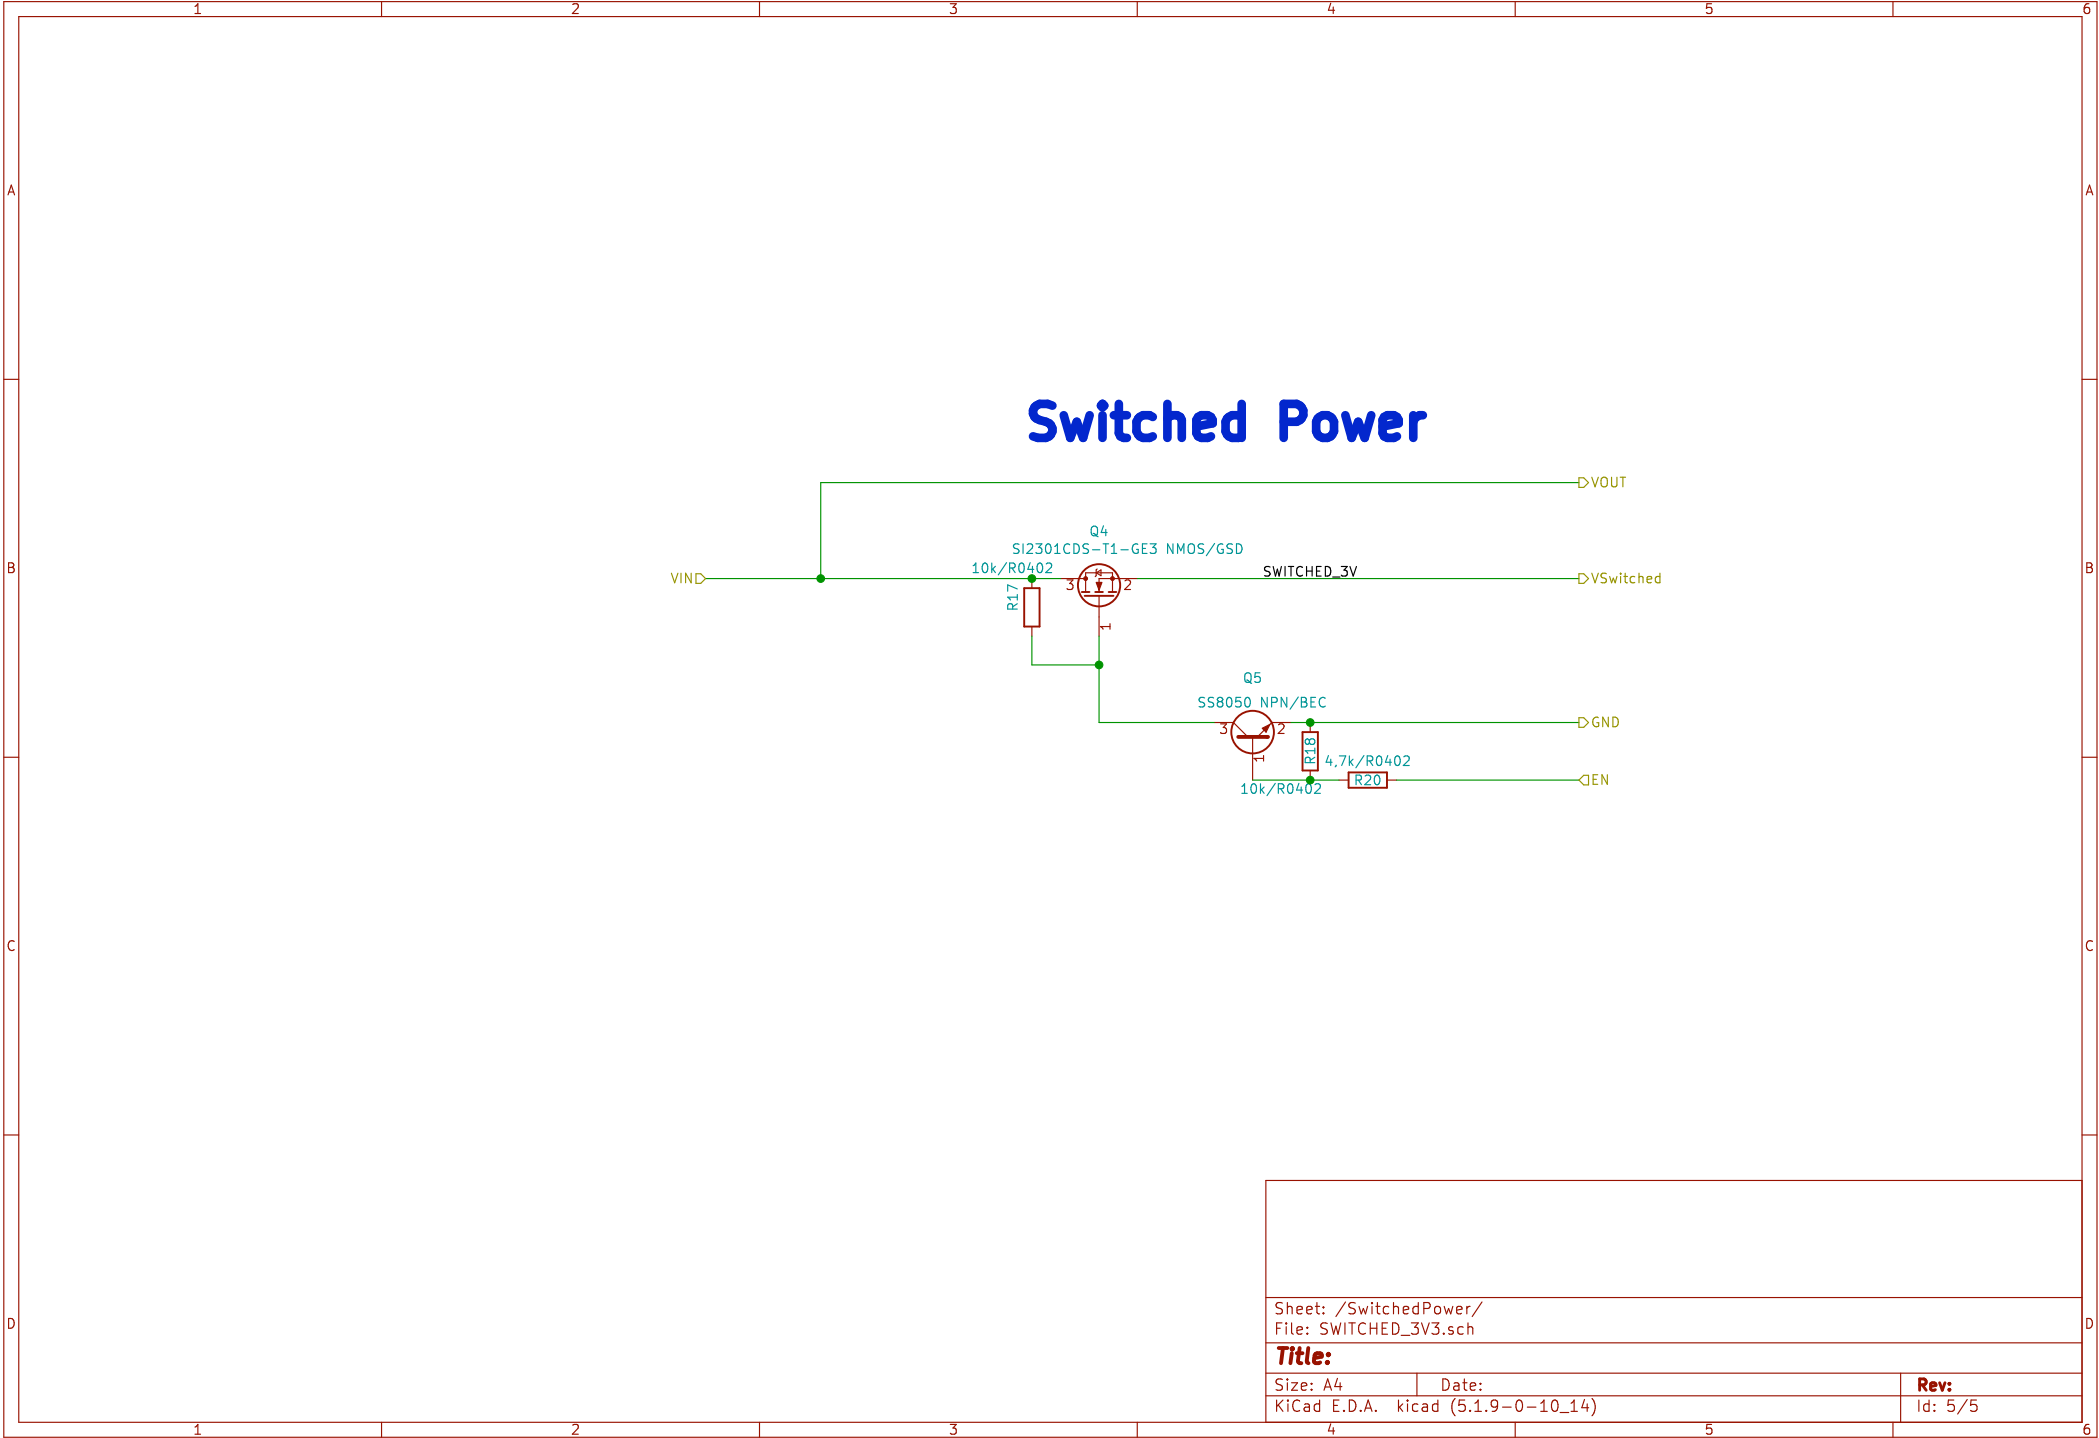 1 2 3 4 5 6
A A
Switched Power
VOUT
Q4
SI2301CDS-T1-GE3 NMOS/GSD
B B
10k/R0402
SWITCHED_3V
VIN
VSwitched
3 2
R17
1
Q5
SS8050 NPN/BEC
GND
3 2
R18
1
4,7k/R0402
R20
EN
10k/R0402
C C
Sheet: /SwitchedPower/
D D
File: SWITCHED_3V3.sch
Title:
Size: A4 Date: Rev:
KiCad E.D.A. kicad (5.1.9-0-10_14) Id: 5/5
1 2 3 4 5 6